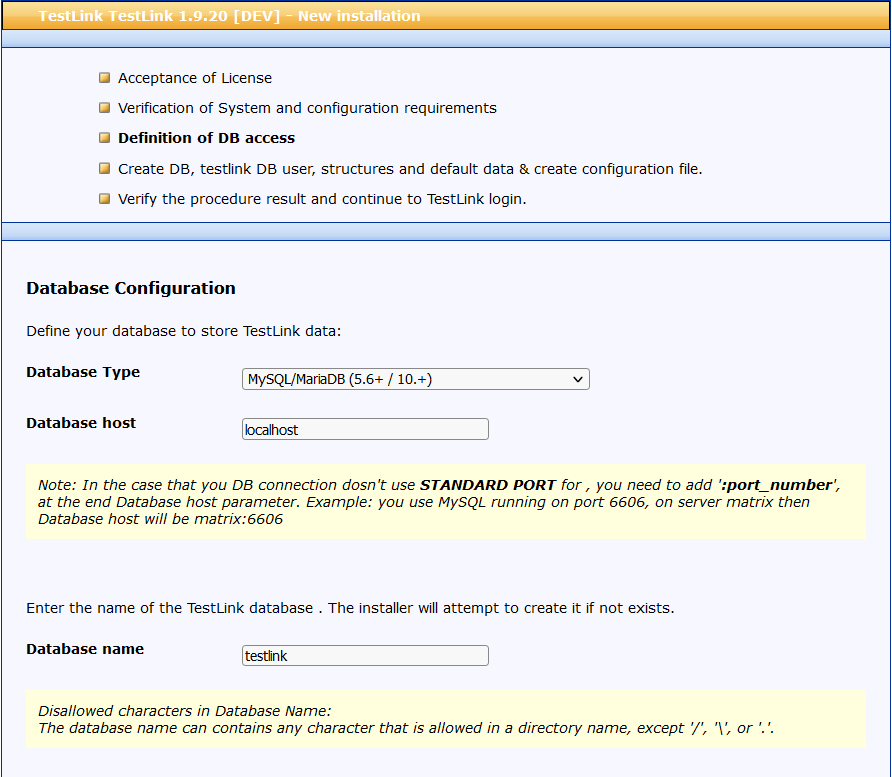 TestLink TestLink 1.9.20 [DEV] - New installation
Acceptance of License
Verification of System and configuration requirements
Definition of DB access
Create DB, testlink DB user, structures and default data & create configuration file.
Verify the procedure result and continue to TestLink login.
Database Configuration
Define your database to store TestLink data:
Database Type
MySQL/MariaDB (5.6+ / 10.+)
Database host
localhost
Note: In the case that you DB connection dosn't use STANDARD PORT for , you need to add ':port_number',
at the end Database host parameter. Example: you use MySQL running on port 6606, on server matrix then
Database host will be matrix:6606
Enter the name of the TestLink database . The installer will attempt to create it if not exists.
Database name
testlink
Disallowed characters in Database Name:
The database name can contains any character that is allowed in a directory name, except '/', '\', or '.'.